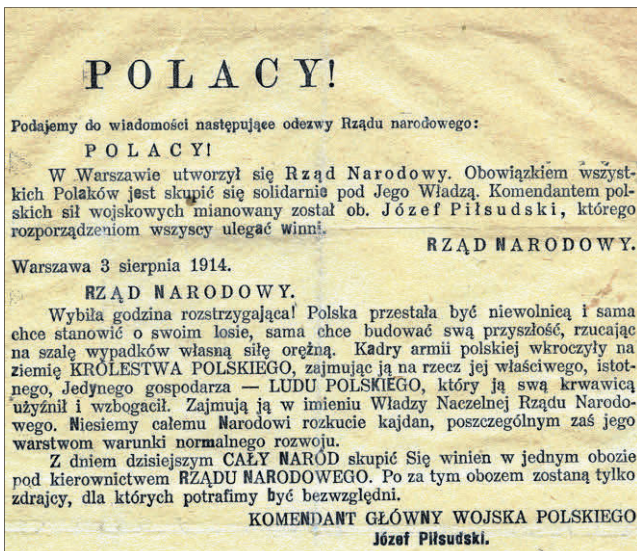 POLACY!
Podajemy do wiadomości następujące odezwy Rządu narodowego:
POLACY!
W Warszawie utworzył się Rząd Narodowy. Obowiązkiem wszyst-
kich Polaków jest skupić się solidarnie pod Jego Władzą. Komendantem pol-
skich sił wojskowych mianowany został ob. Józef Piłsudski, którego
rozporządzeniom wszyscy ulegać winni.
RZĄD NARODOWY.
Warszawa 3 sierpnia 1914.
RZĄD NARODOWY.
Wybiła godzina rozstrzygająca! Polska przestała być niewolnicą i sama
chce stanowić o swoim losie, sama chce budować swą przyszłość, rzucając
na szalę wypadków własną siłę orężną. Kadry armii polskiej wkroczyły na
ziemię KRÓLESTWA POLSKIEGO, zajmując ją na rzecz jej właściwego, istot-
nego, Jedynego gospodarza — LUDU POLSKIEGO, który ją swą krwawicą
użyźnił i wzbogacił. Zajmują ją w imieniu Władzy Naczelnej Rządu Narodo-
wego. Niesiemy całemu Narodowi rozkucie kajdan, poszczególnym zaś jego
warstwom warunki normalnego rozwoju.
Z dniem dzisiejszym CAŁY NARÓD skupić Się winien w jednym obozie
pod kierownictwem RZĄDU NARODOWEGO. Po za tym obozem zostaną tylko
zdrajcy, dla których potrafimy być bezwzględni.
KOMENDANT GŁÓWNY WOJSKA POLSKIEGO
Józef Piłsudski.